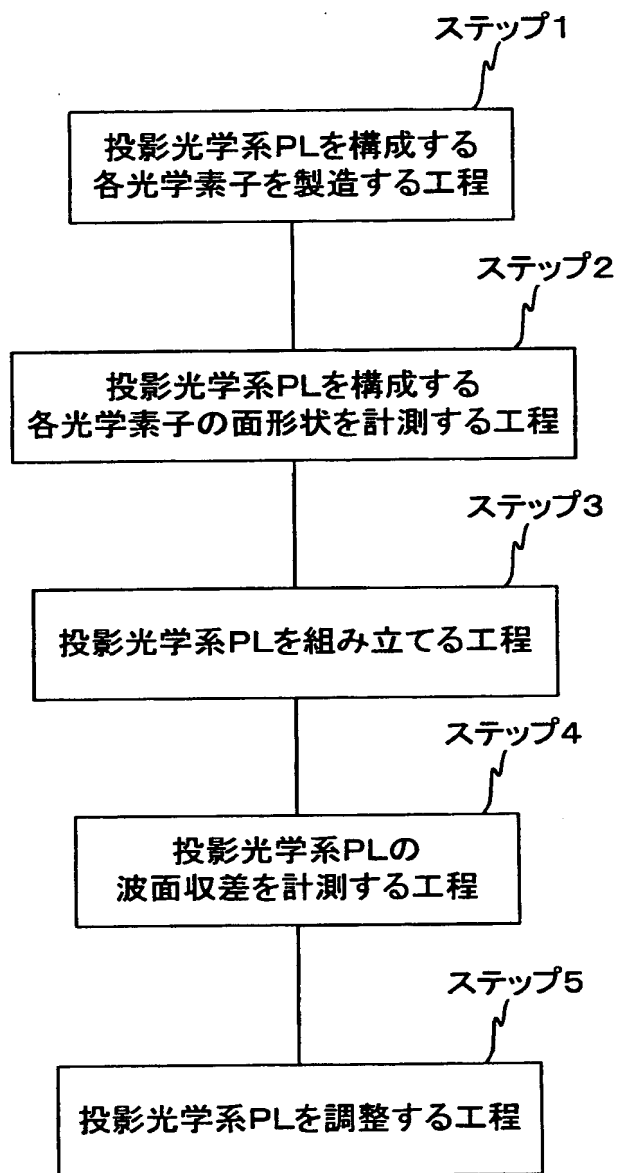 ステップ1
投影光学系PLを構成する
各光学素子を製造する工程
ステップ2
投影光学系PLを構成する
各光学素子の面形状を計測する工程
ステップ3
投影光学系PLを組み立てる工程
ステップ4
投影光学系PLの
波面収差を計測する工程
ステップ5
投影光学系PLを調整する工程